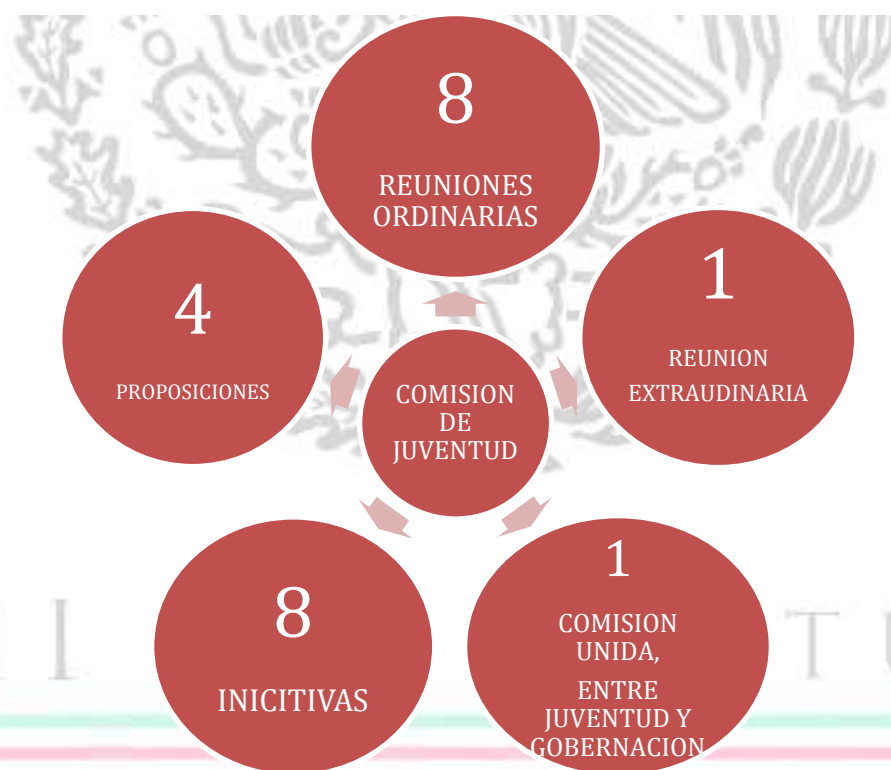 8
REUNIONES
ORDINARIAS
1
REUNION
EXTRAUDINARIA
1
COMISION
UNIDA,
ENTRE
JUVENTUD Y
GOBERNACION
8
INICITIVAS
4
PROPOSICIONES
COMISION
DE
JUVENTUD